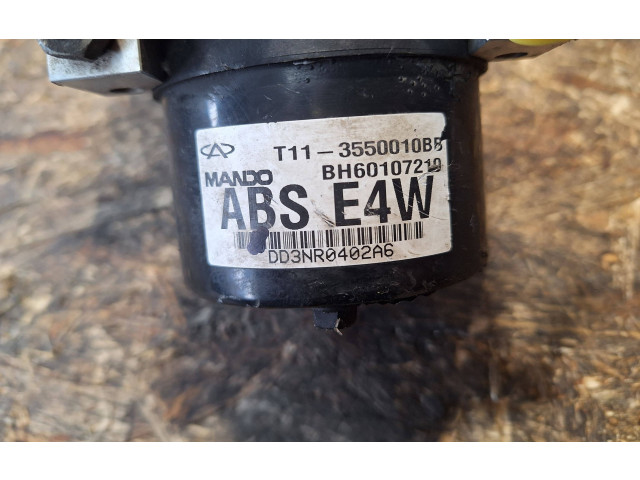 T11-3550010BB
MANDO BH60107210
ABS E4W
DD3NR0402A6